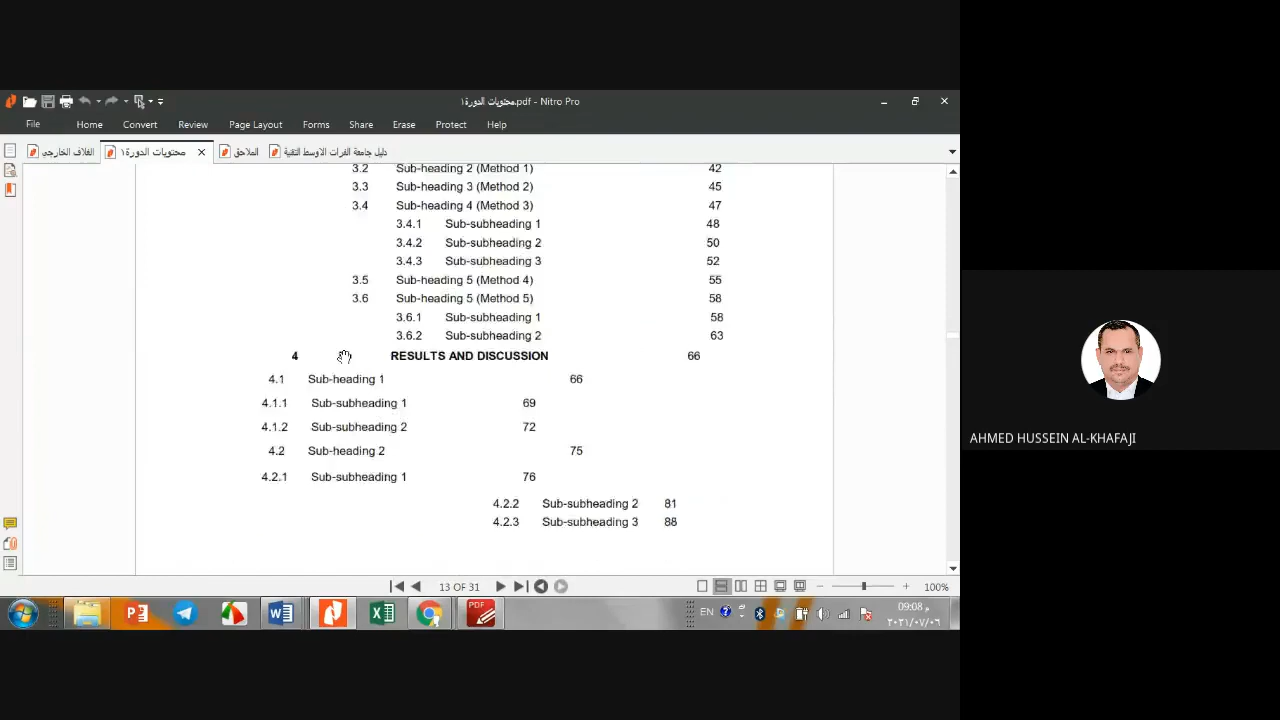 محتويات الدورة١.pdf - Nitro Pro
File Home Convert Review Page Layout Forms Share Erase Protect Help
الغلاف الخارجي
محتويات الدورة١
الملاحق
دليل جامعة الفرات الاوسط التقنية
3.2 Sub-heading 2 (Method 1) 42
3.3 Sub-heading 3 (Method 2) 45
3.4 Sub-heading 4 (Method 3) 47
3.4.1 Sub-subheading 1 48
3.4.2 Sub-subheading 2 50
3.4.3 Sub-subheading 3 52
3.5 Sub-heading 5 (Method 4) 55
3.6 Sub-heading 5 (Method 5) 58
3.6.1 Sub-subheading 1 58
3.6.2 Sub-subheading 2 63
4 RESULTS AND DISCUSSION 66
4.1 Sub-heading 1 66
4.1.1 Sub-subheading 1 69
4.1.2 Sub-subheading 2 72
4.2 Sub-heading 2 75
4.2.1 Sub-subheading 1 76
4.2.2 Sub-subheading 2 81
4.2.3 Sub-subheading 3 88
AHMED HUSSEIN AL-KHAFAJI
13 OF 31
100%
PDF
EN
09:08 م
٢٠٢١/٠٧/٠٦